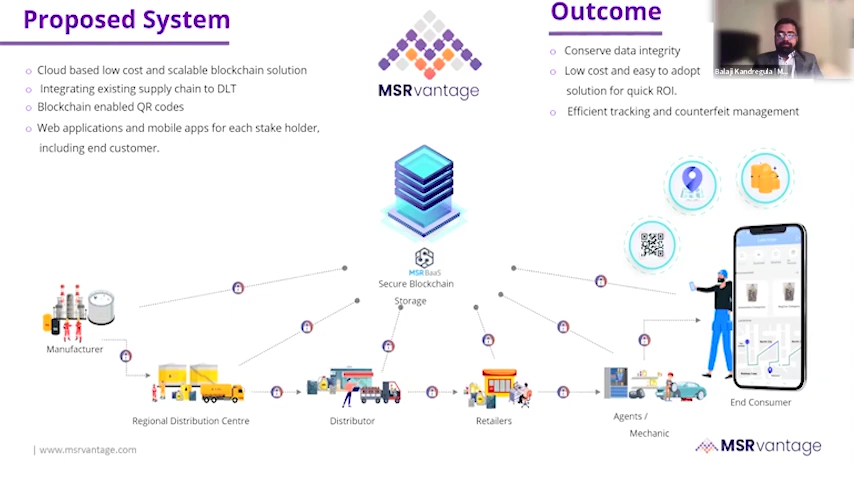 Proposed System
Cloud based low cost and scalable blockchain solution
Integrating existing supply chain to DLT
Blockchain enabled QR codes
Web applications and mobile apps for each stake holder,
including end customer.
MSRvantage
Outcome
Conserve data integrity
Low cost and easy to adopt
solution for quick ROI.
Efficient tracking and counterfeit management
Balaji Kandregula | M...
MSR BaaS
Secure Blockchain
Storage
Manufacturer
Regional Distribution Centre
Distributor
Retailers
Agents /
Mechanic
End Consumer
| www.msrvantage.com
MSRvantage